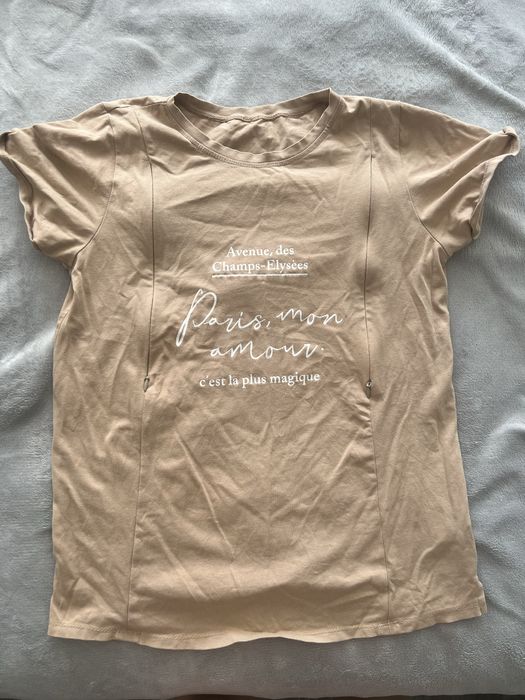 Avenue, des
Champs-Elysées
Paris, mon
amour.
c'est la plus magique